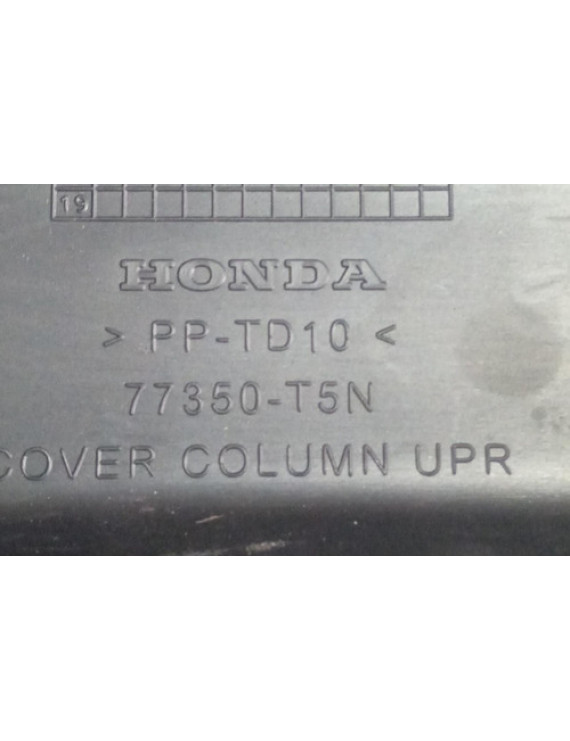 19
HONDA
> PP-TD10 <
77350-T5N
COVER COLUMN UPR